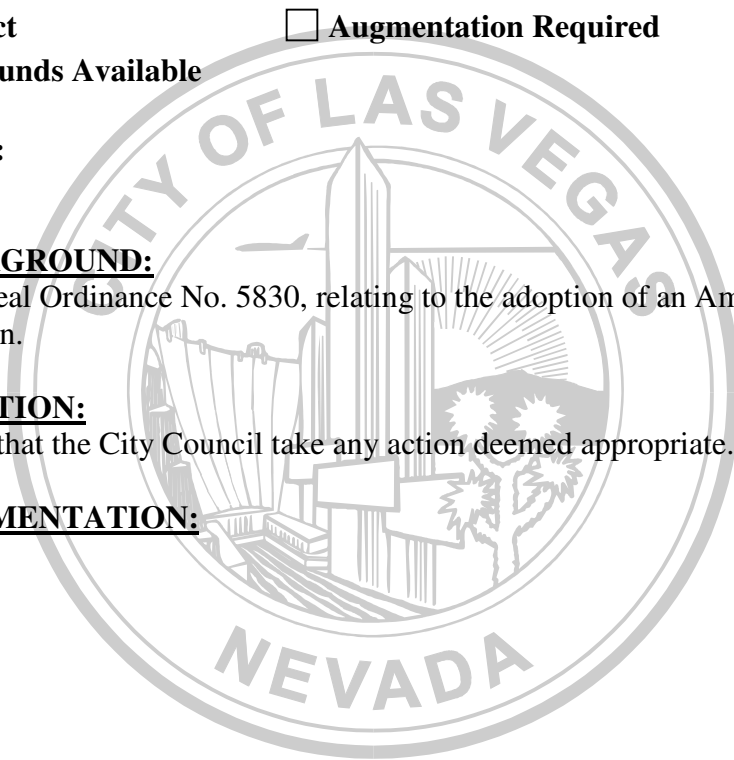 ct ☐ Augmentation Required
unds Available
:
GROUND:
eal Ordinance No. 5830, relating to the adoption of an Am
n.
TION:
that the City Council take any action deemed appropriate.
MENTATION:
CITY OF LAS VEGAS
NEVADA